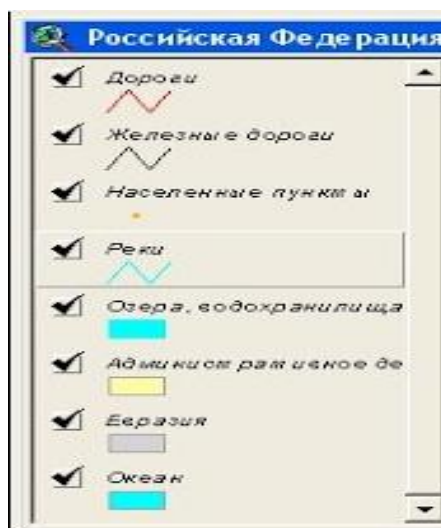 Российская Федерация
Дороги
Железные дороги
Населенные пункты
Реки
Озера, водохранилища
Административное де
Евразия
Океан